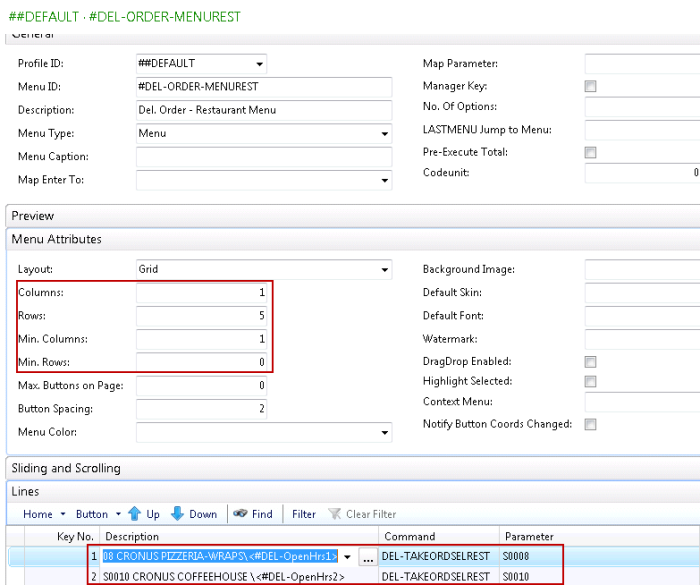 ##DEFAULT · #DEL-ORDER-MENUREST
General
Profile ID: ##DEFAULT Map Parameter:
Menu ID: #DEL-ORDER-MENUREST Manager Key:
Description: Del. Order - Restaurant Menu No. Of Options:
Menu Type: Menu LASTMENU Jump to Menu:
Menu Caption: Pre-Execute Total:
Map Enter To: Codeunit: 0
Preview
Menu Attributes
Layout: Grid Background Image:
Columns: 1 Default Skin:
Rows: 5 Default Font:
Min. Columns: 1 Watermark:
Min. Rows: 0 DragDrop Enabled:
Max. Buttons on Page: 0 Highlight Selected:
Button Spacing: 2 Context Menu:
Menu Color: Notify Button Coords Changed:
Sliding and Scrolling
Lines
Home Button Up Down Find Filter Clear Filter
Key No. Description Command Parameter
1 08 CRONUS PIZZERIA-WRAPS\<#DEL-OpenHrs1> ... DEL-TAKEORDSELREST S0008
2 S0010 CRONUS COFFEEHOUSE \<#DEL-OpenHrs2> DEL-TAKEORDSELREST S0010